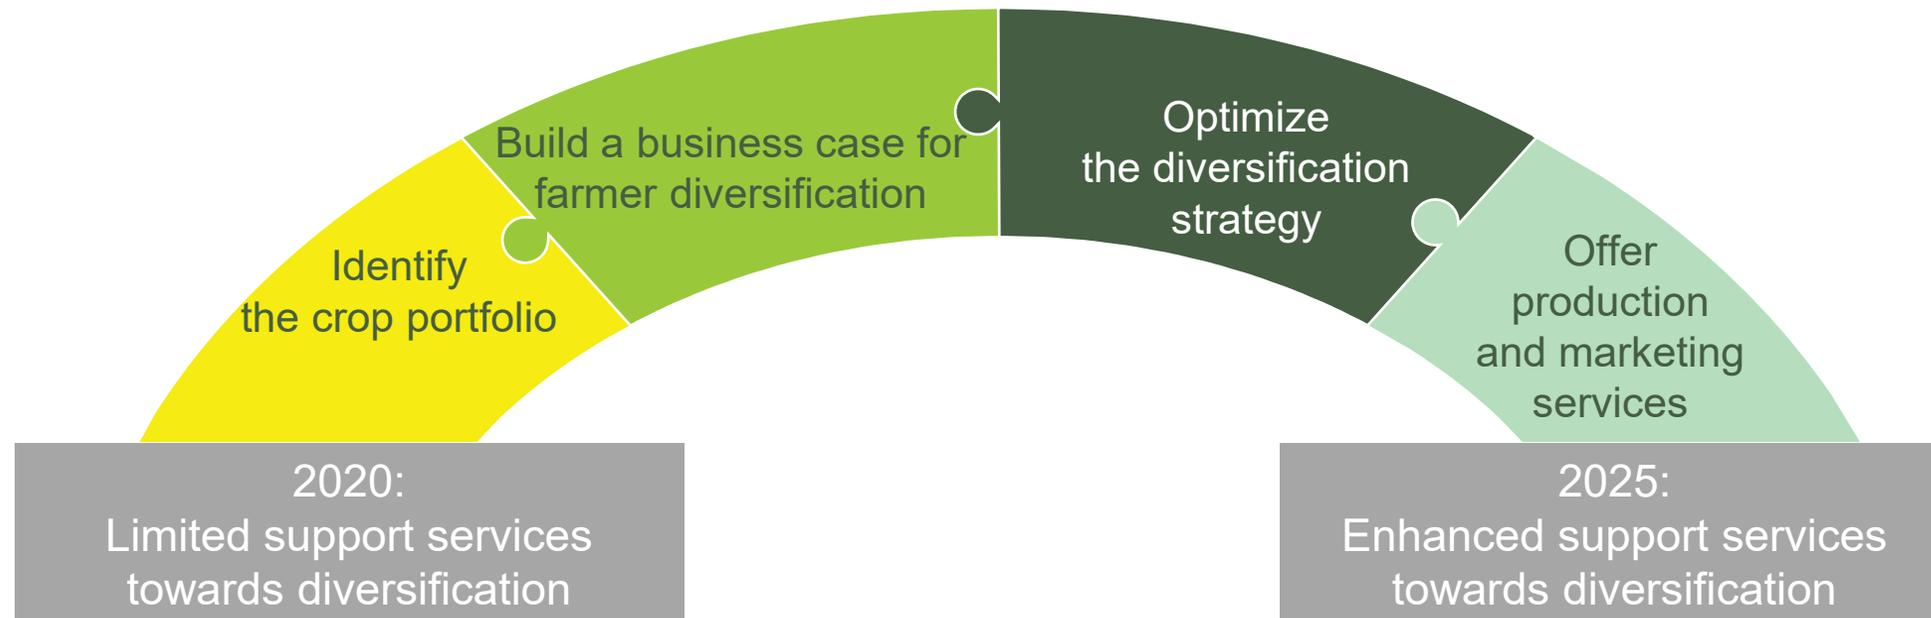 Identify
the crop portfolio
Build a business case for
farmer diversification
Optimize
the diversification
strategy
Offer
production
and marketing
services
2020:
Limited support services
towards diversification
2025:
Enhanced support services
towards diversification